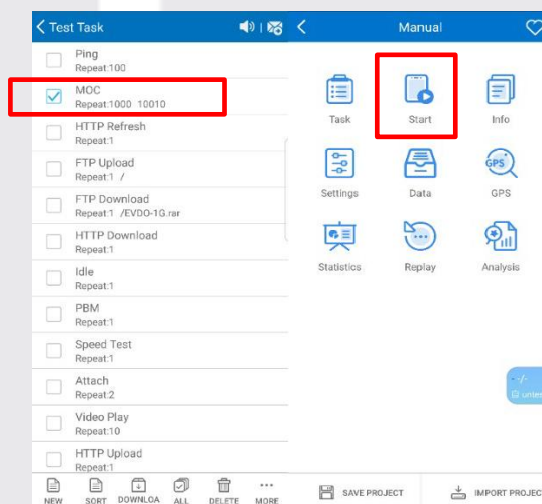 Test Task
Ping
Repeat:100
MOC
Repeat:1000 10010
HTTP Refresh
Repeat:1
FTP Upload
Repeat:1 /
FTP Download
Repeat:1 /EVDO-1G.rar
HTTP Download
Repeat:1
Idle
Repeat:1
PBM
Repeat:1
Speed Test
Repeat:1
Attach
Repeat:2
Video Play
Repeat:10
HTTP Upload
Repeat:1
NEW SORT DOWNLOA ALL DELETE MORE
Manual
Task Start Info
GPS
Settings Data GPS
Statistics Replay Analysis
-/-
SAVE PROJECT IMPORT PROJEC